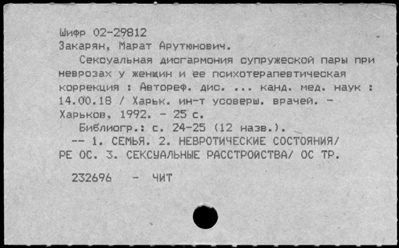 Шифр 02-29812
Закарян, Марат Арутюнович.
Сексуальная дисгармония супружеской пары при
неврозах у женщин и ее психотерапевтическая
коррекция : Автореф. дис. ... канд. мед. наук :
14.00.18 / Харьк. ин-т усоверш. врачей. -
Харьков, 1992. - 25 с.
Библиогр.: с. 24-25 (12 назв.).
-- 1. СЕМЬЯ. 2. НЕВРОТИЧЕСКИЕ СОСТОЯНИЯ/
РЕ ОС. 3. СЕКСУАЛЬНЫЕ РАССТРОЙСТВА/ ОС ТР.
232696 - ЧИТ